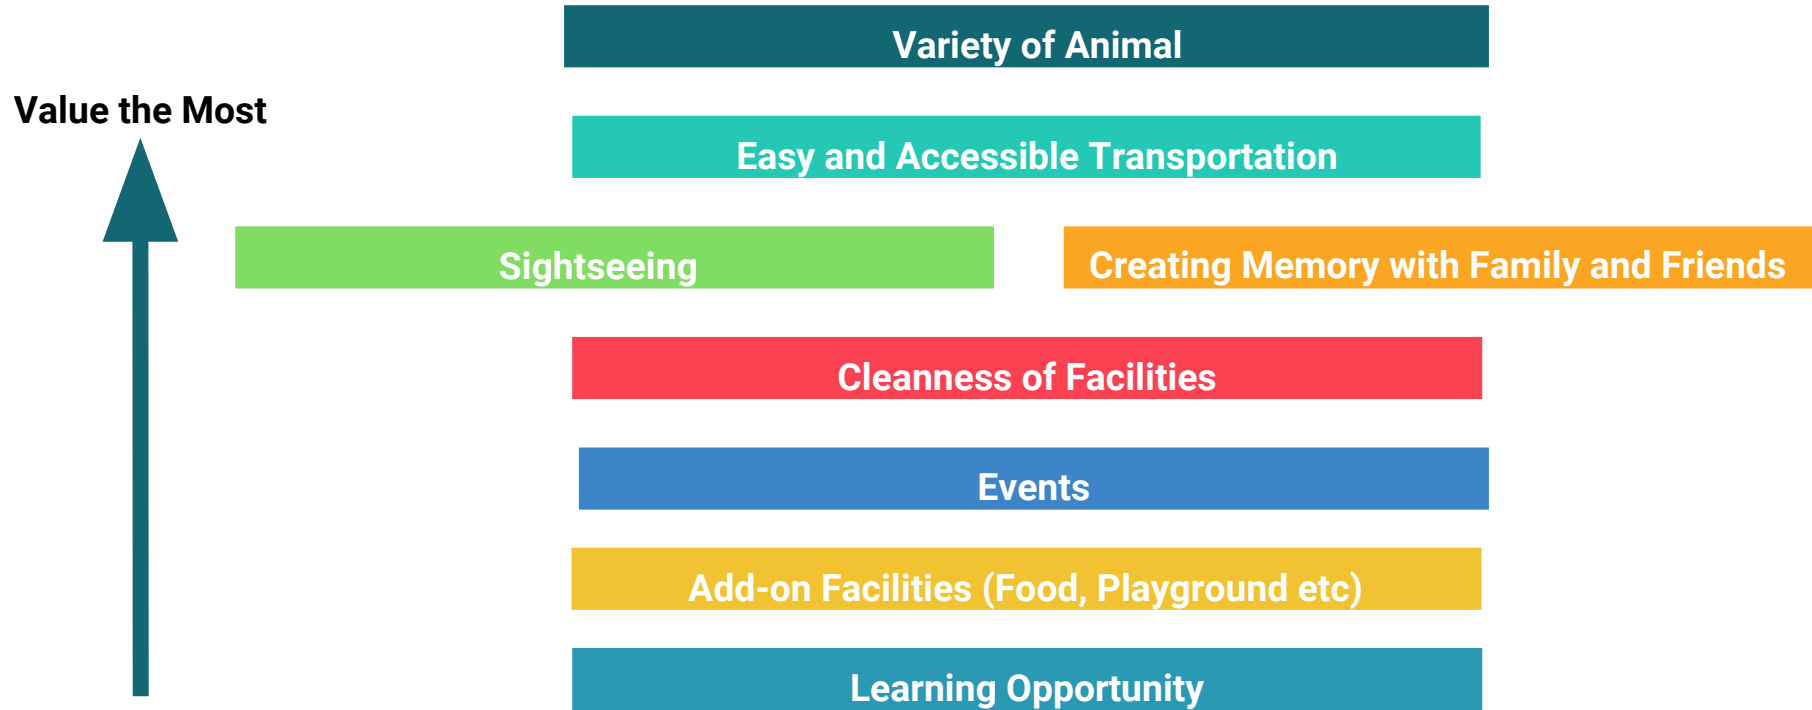 Variety of Animal
Value the Most
Easy and Accessible Transportation
Sightseeing
Creating Memory with Family and Friends
Cleanness of Facilities
Events
Add-on Facilities (Food, Playground etc)
Learning Opportunity